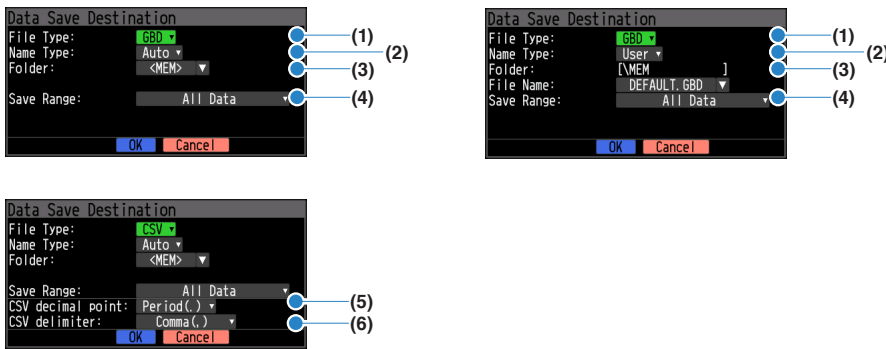 Data Save Destination
File Type: GBD ▾ (1)
Name Type: Auto ▾ (2)
Folder: <MEM> ▼ (3)
Save Range: All Data ▾ (4)
OK Cancel
Data Save Destination
File Type: GBD ▾ (1)
Name Type: User ▾ (2)
Folder: [\MEM ] (3)
File Name: DEFAULT.GBD ▼
Save Range: All Data ▾ (4)
OK Cancel
Data Save Destination
File Type: CSV ▾
Name Type: Auto ▾
Folder: <MEM> ▼
Save Range: All Data ▾
CSV decimal point: Period(.) ▾ (5)
CSV delimiter: Comma(,) ▾ (6)
OK Cancel